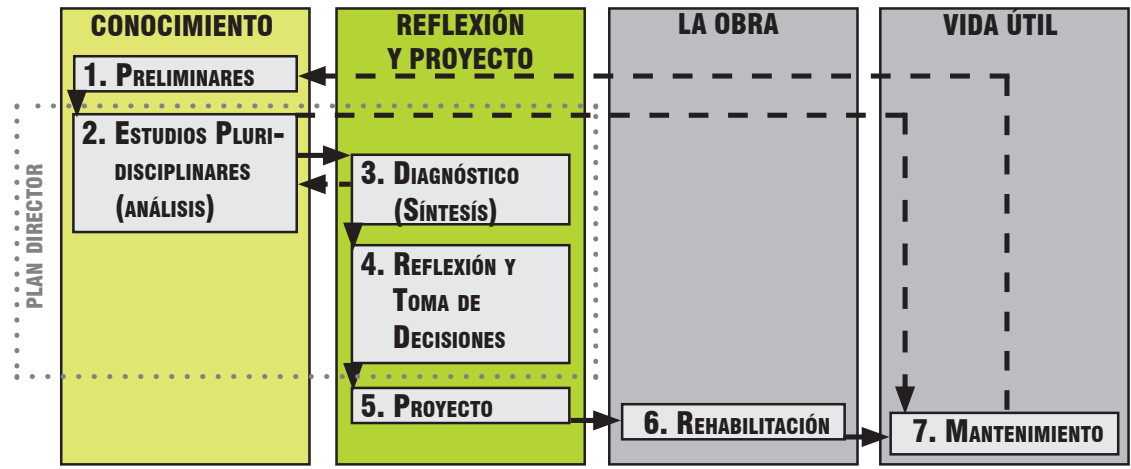 CONOCIMIENTO
1. PRELIMINARES
2. ESTUDIOS PLURI-
DISCIPLINARES
(ANÁLISIS)
PLAN DIRECTOR
REFLEXIÓN
Y PROYECTO
3. DIAGNÓSTICO
(SÍNTESÍS)
4. REFLEXIÓN Y
TOMA DE
DECISIONES
5. PROYECTO
LA OBRA
6. REHABILITACIÓN
VIDA ÚTIL
7. MANTENIMIENTO